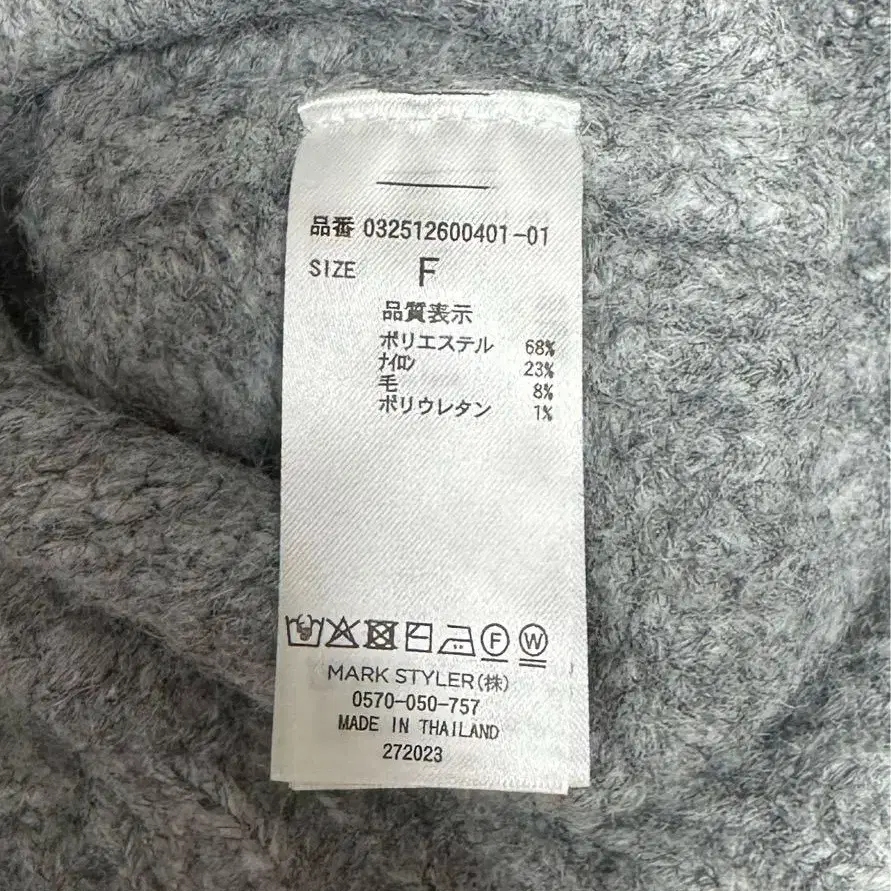 品番 032512600401-01
SIZE F
品質表示
ポリエステル 68%
ナイロン 23%
毛 8%
ポリウレタン 1%
F W
MARK STYLER(株)
0570-050-757
MADE IN THAILAND
272023